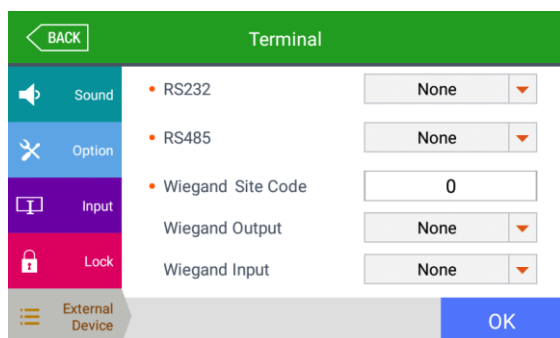 BACK
Terminal
Sound
Option
Input
Lock
External
Device
• RS232 None
• RS485 None
• Wiegand Site Code 0
Wiegand Output None
Wiegand Input None
OK